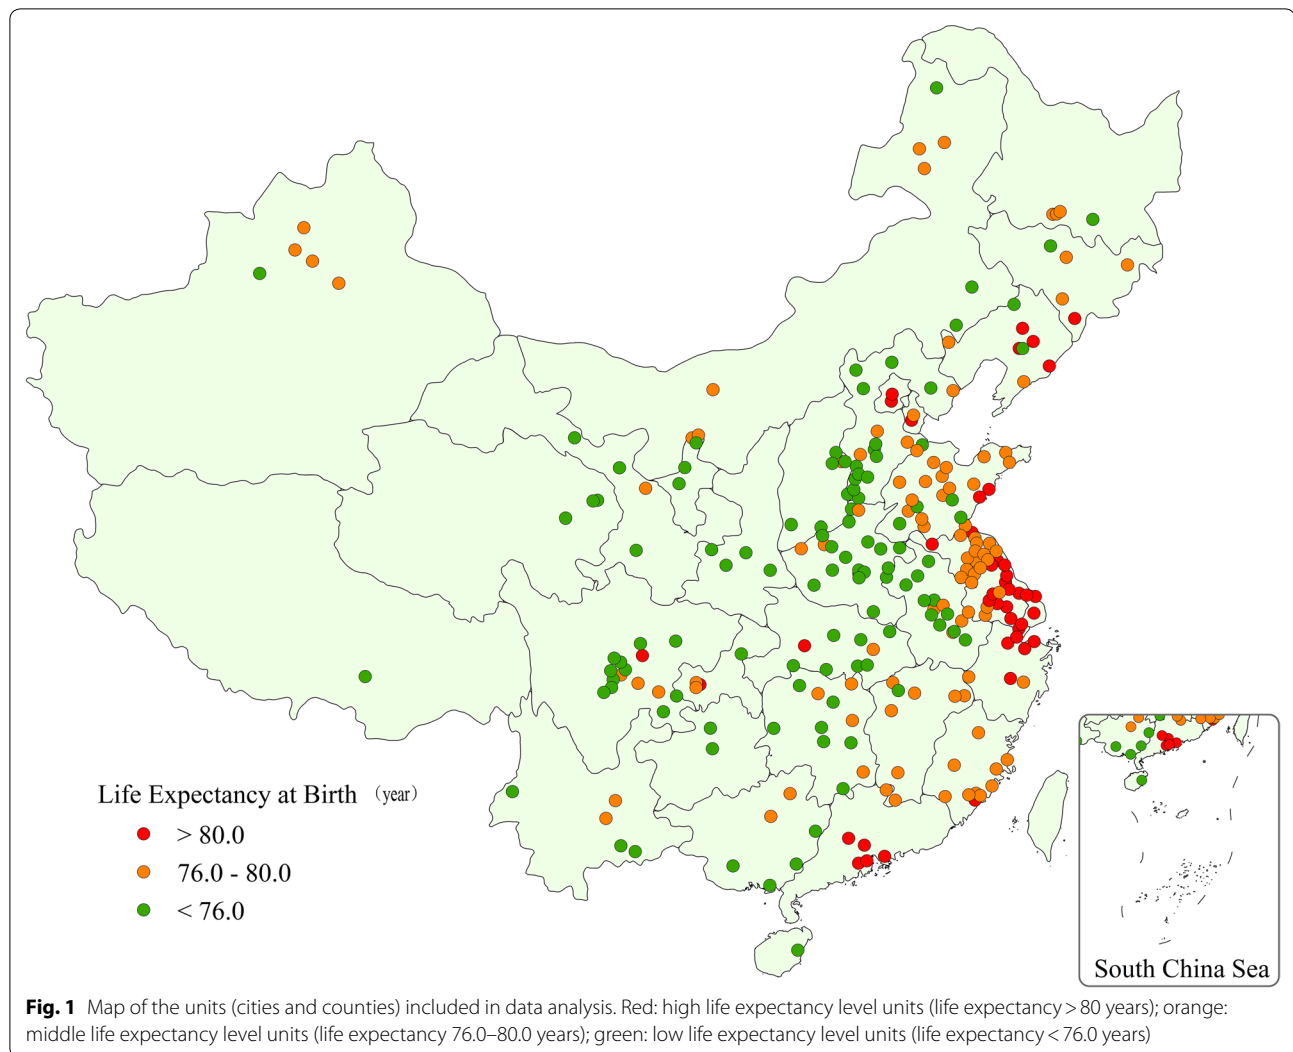 Life Expectancy at Birth （year）
> 80.0
76.0 - 80.0
< 76.0
South China Sea
Fig. 1 Map of the units (cities and counties) included in data analysis. Red: high life expectancy level units (life expectancy > 80 years); orange:
middle life expectancy level units (life expectancy 76.0–80.0 years); green: low life expectancy level units (life expectancy < 76.0 years)